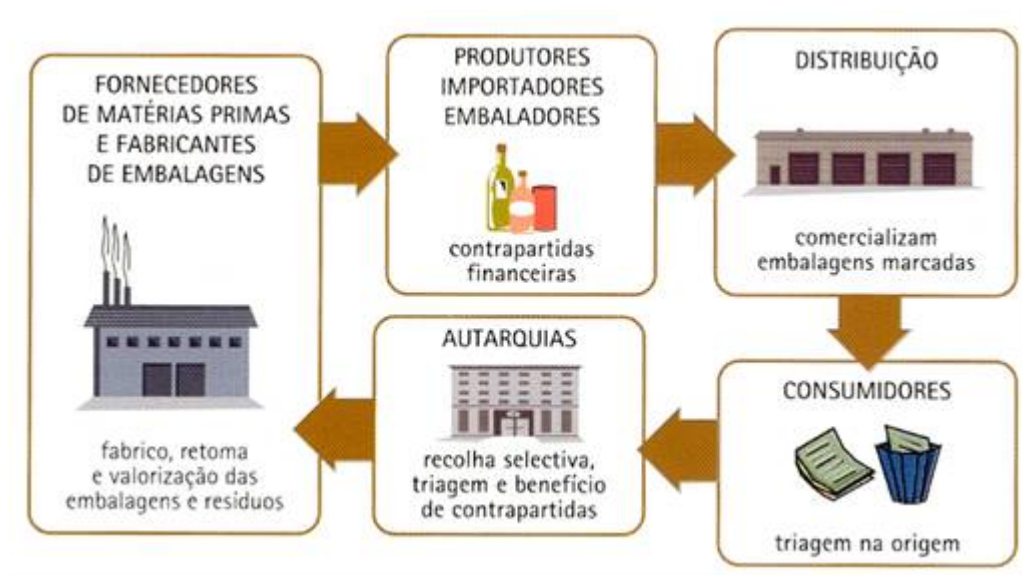 FORNECEDORES
DE MATÉRIAS PRIMAS
E FABRICANTES
DE EMBALAGENS
fabrico, retoma
e valorização das
embalagens e resíduos
PRODUTORES
IMPORTADORES
EMBALADORES
contrapartidas
financeiras
DISTRIBUIÇÃO
comercializam
embalagens marcadas
CONSUMIDORES
triagem na origem
AUTARQUIAS
recolha selectiva,
triagem e benefício
de contrapartidas